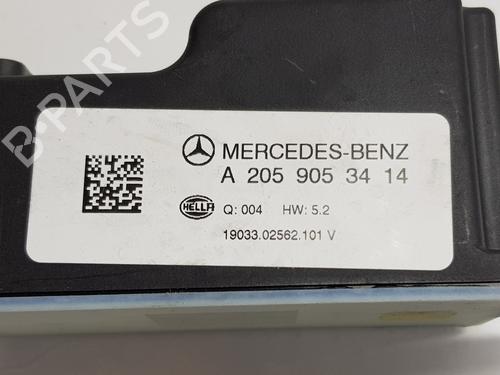 B-PARTS
MERCEDES-BENZ
A 205 905 34 14
HELLA Q: 004 HW: 5.2
19033.02562.101 V